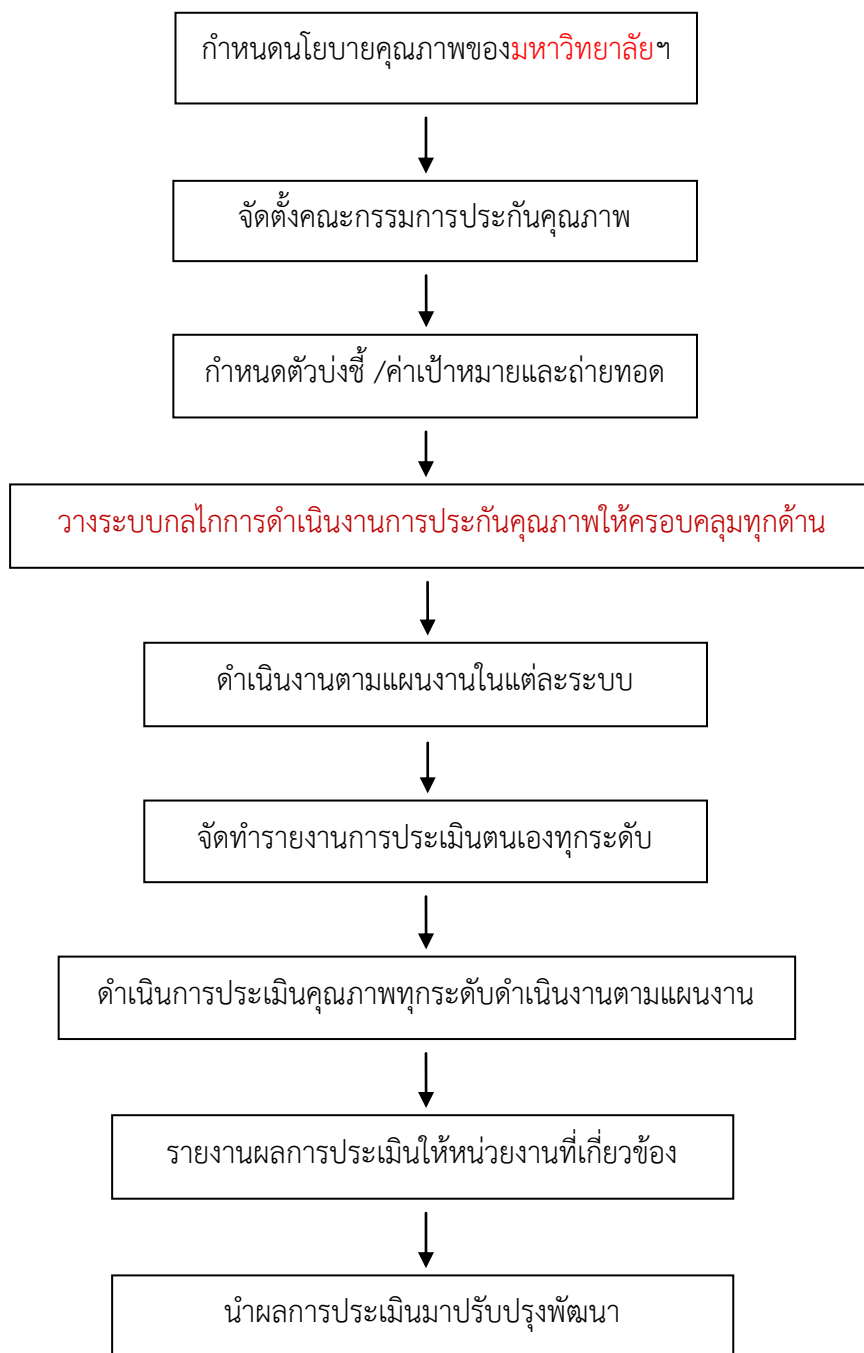 กำหนดนโยบายคุณภาพของมหาวิทยาลัยฯ
จัดตั้งคณะกรรมการประกันคุณภาพ
กำหนดตัวบ่งชี้ /ค่าเป้าหมายและถ่ายทอด
วางระบบกลไกการดำเนินงานการประกันคุณภาพให้ครอบคลุมทุกด้าน
ดำเนินงานตามแผนงานในแต่ละระบบ
จัดทำรายงานการประเมินตนเองทุกระดับ
ดำเนินการประเมินคุณภาพทุกระดับดำเนินงานตามแผนงาน
รายงานผลการประเมินให้หน่วยงานที่เกี่ยวข้อง
นำผลการประเมินมาปรับปรุงพัฒนา